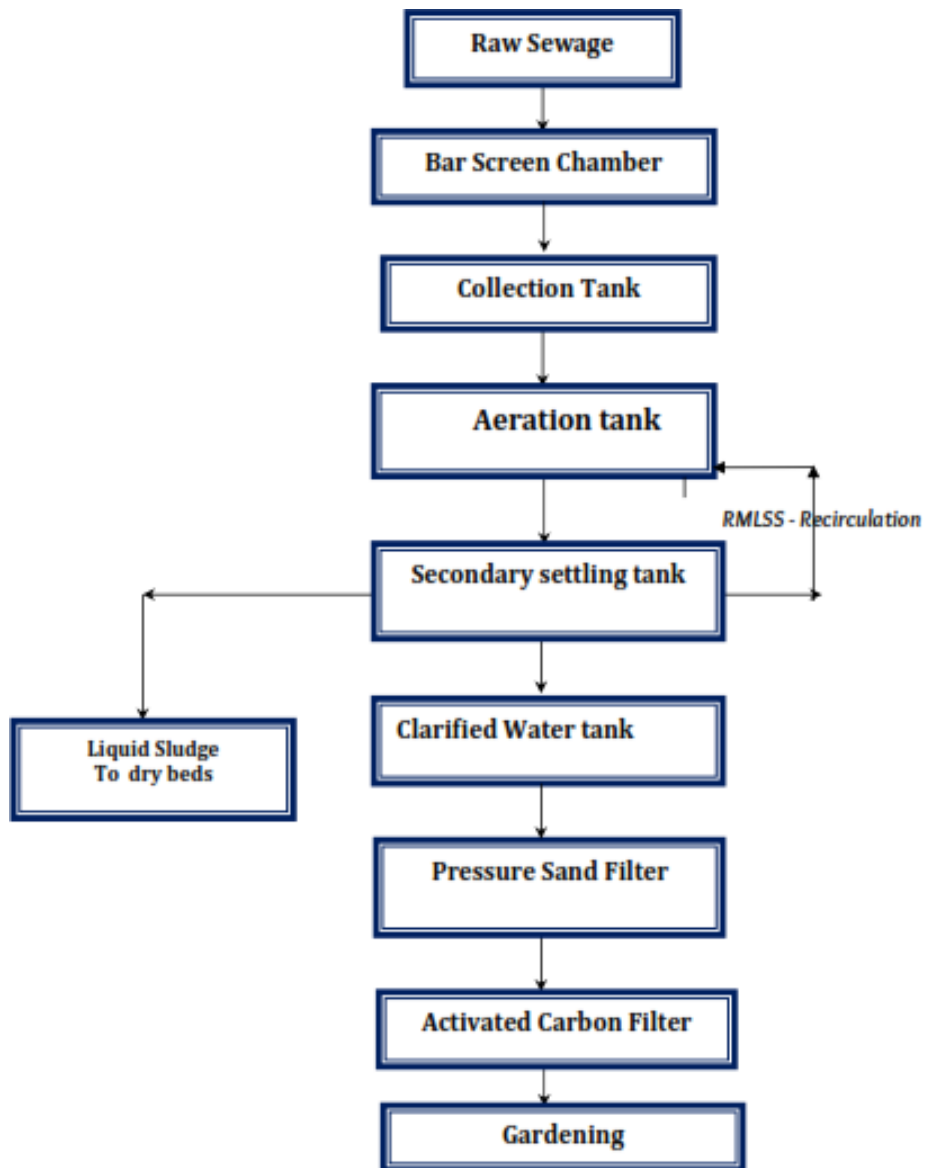 Raw Sewage
Bar Screen Chamber
Collection Tank
Aeration tank
RMLSS - Recirculation
Secondary settling tank
Clarified Water tank
Liquid Sludge
To dry beds
Pressure Sand Filter
Activated Carbon Filter
Gardening